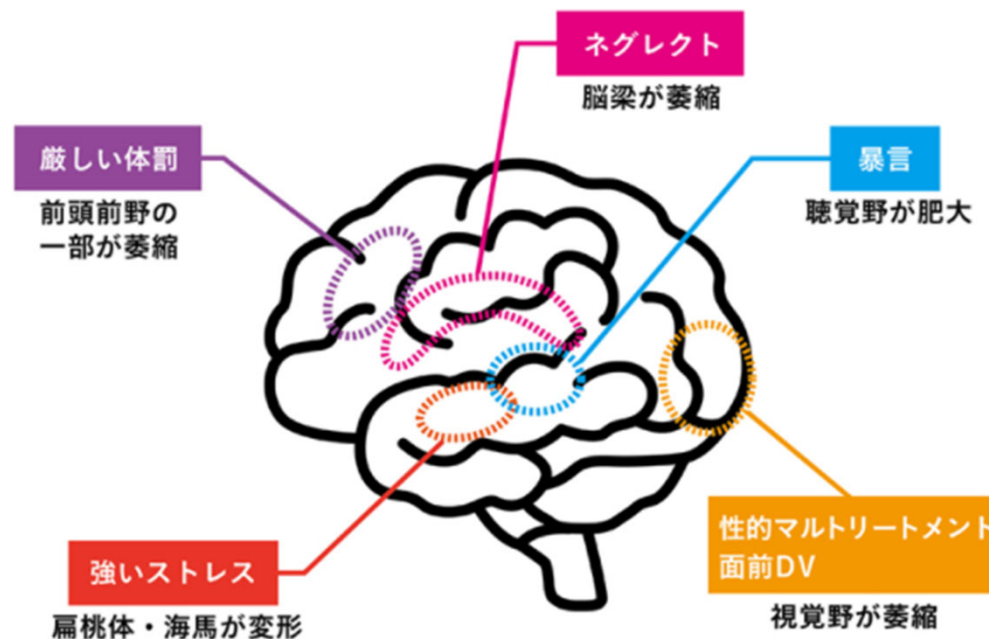 ネグレクト
脳梁が萎縮
厳しい体罰
前頭前野の
一部が萎縮
暴言
聴覚野が肥大
強いストレス
扁桃体・海馬が変形
性的マルトリートメント
面前DV
視覚野が萎縮